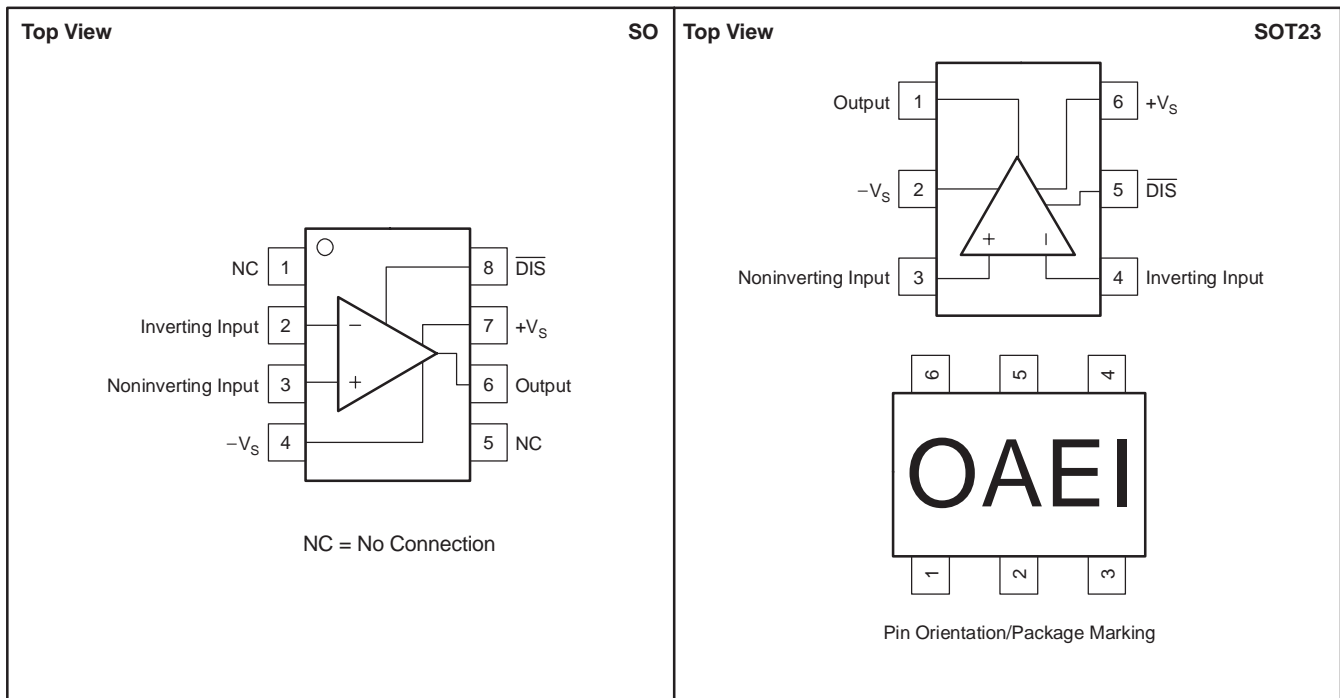 Top View SO
NC 1
8 D̅I̅S̅
Inverting Input 2
7 +VS
Noninverting Input 3
6 Output
−VS 4
5 NC
− +
NC = No Connection
Top View SOT23
Output 1
6 +VS
−VS 2
5 D̅I̅S̅
+ −
Noninverting Input 3
4 Inverting Input
6 5 4
OAEI
1 2 3
Pin Orientation/Package Marking